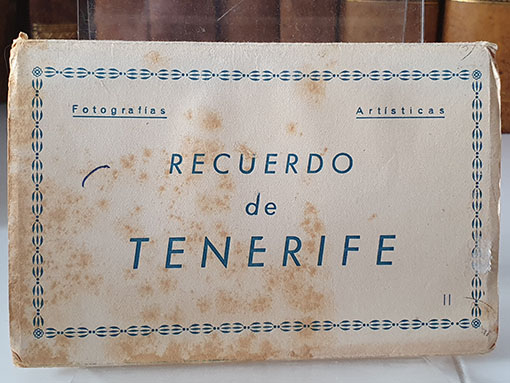 Fotografías Artísticas
RECUERDO
de
TENERIFE
II